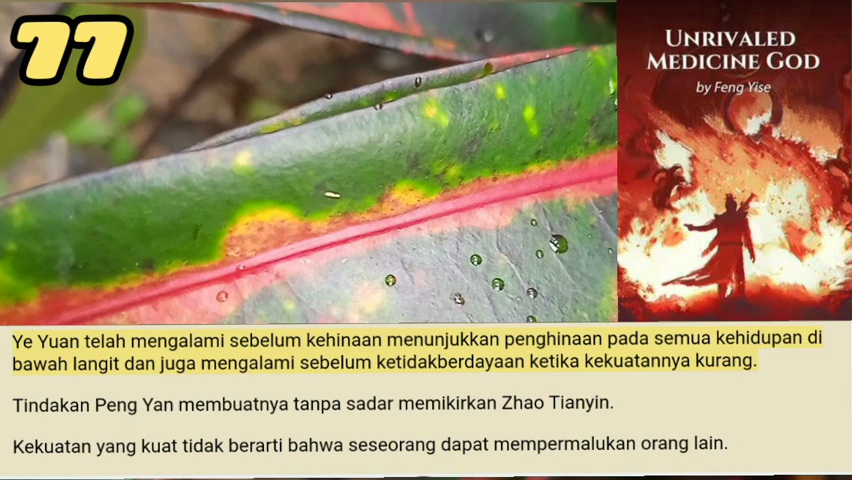 77
UNRIVALED
MEDICINE GOD
by Feng Yise
Ye Yuan telah mengalami sebelum kehinaan menunjukkan penghinaan pada semua kehidupan di
bawah langit dan juga mengalami sebelum ketidakberdayaan ketika kekuatannya kurang.
Tindakan Peng Yan membuatnya tanpa sadar memikirkan Zhao Tianyin.
Kekuatan yang kuat tidak berarti bahwa seseorang dapat mempermalukan orang lain.